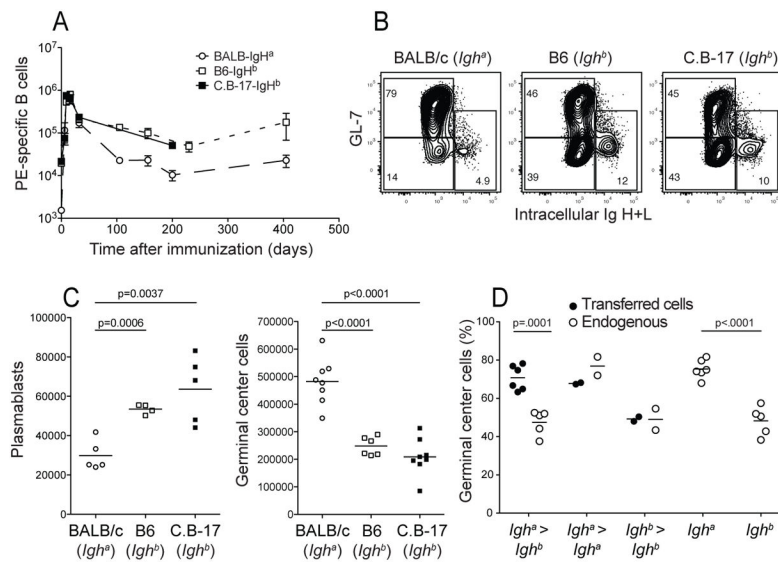 A
BALB-IgHᵃ
B6-IgHᵇ
C.B-17-IgHᵇ
PE-specific B cells
10⁷
10⁶
10⁵
10⁴
10³
0 100 200 300 400 500
Time after immunization (days)
B
BALB/c (Ighᵃ) B6 (Ighᵇ) C.B-17 (Ighᵇ)
GL-7
79 46 45
14 4.9 39 12 43 10
Intracellular Ig H+L
C
p=0.0037
p=0.0006
Plasmablasts
100000
80000
60000
40000
20000
0
BALB/c B6 C.B-17
(Ighᵃ) (Ighᵇ) (Ighᵇ)
p<0.0001
p<0.0001
Germinal center cells
700000
600000
500000
400000
300000
200000
100000
0
BALB/c B6 C.B-17
(Ighᵃ) (Ighᵇ) (Ighᵇ)
D
Transferred cells
Endogenous
p=.0001 p<.0001
Germinal center cells (%)
80
60
40
20
0
Ighᵃ > Ighᵃ > Ighᵇ > Ighᵃ Ighᵇ
Ighᵇ Ighᵃ Ighᵇ